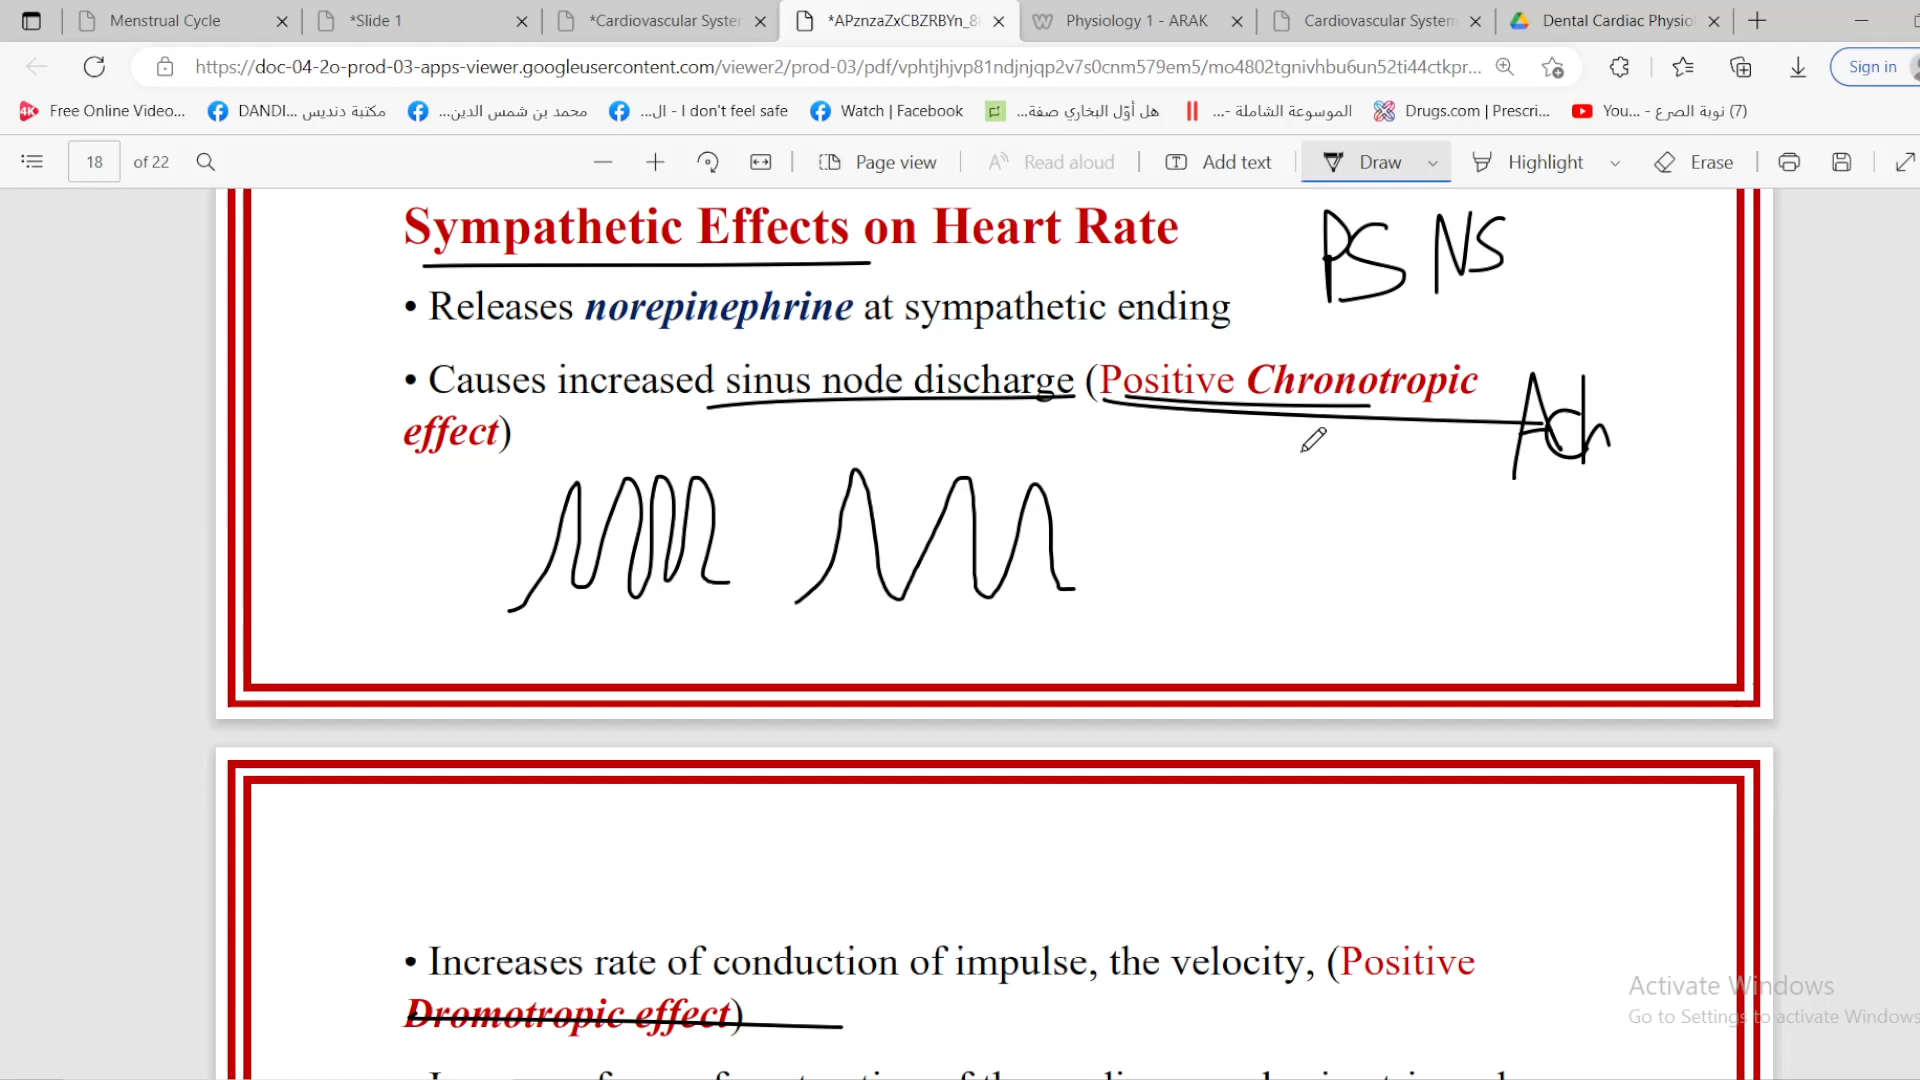 Menstrual Cycle
*Slide 1
*Cardiovascular Syster
*APznzaZxCBZRBYn_8
Physiology 1 - ARAK
Cardiovascular System
Dental Cardiac Physio
https://doc-04-2o-prod-03-apps-viewer.googleusercontent.com/viewer2/prod-03/pdf/vphtjhjvp81ndjnjqp2v7s0cnm579em5/mo4802tgnivhbu6un52ti44ctkpr...
Sign in
4K Free Online Video...
DANDI... مكتبة دنديس
محمد بن شمس الدين...
ال... - I don't feel safe
Watch | Facebook
هل أوّل البخاري صفة...
الموسوعة الشاملة -...
Drugs.com | Prescri...
You... - نوبة الصرع (7)
18 of 22
Page view
Read aloud
Add text
Draw
Highlight
Erase
Sympathetic Effects on Heart Rate
PS NS
• Releases norepinephrine at sympathetic ending
• Causes increased sinus node discharge (Positive Chronotropic
effect)
Ach
• Increases rate of conduction of impulse, the velocity, (Positive
Dromotropic effect)
Activate Windows
Go to Settings to activate Windows